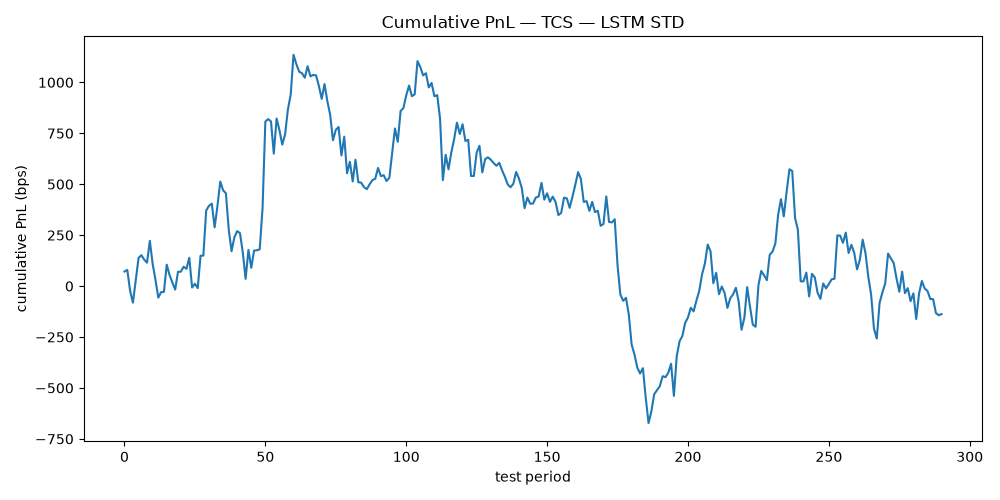 Cumulative PnL — TCS — LSTM STD
cumulative PnL (bps)
1000
750
500
250
0
−250
−500
−750
0 50 100 150 200 250 300
test period